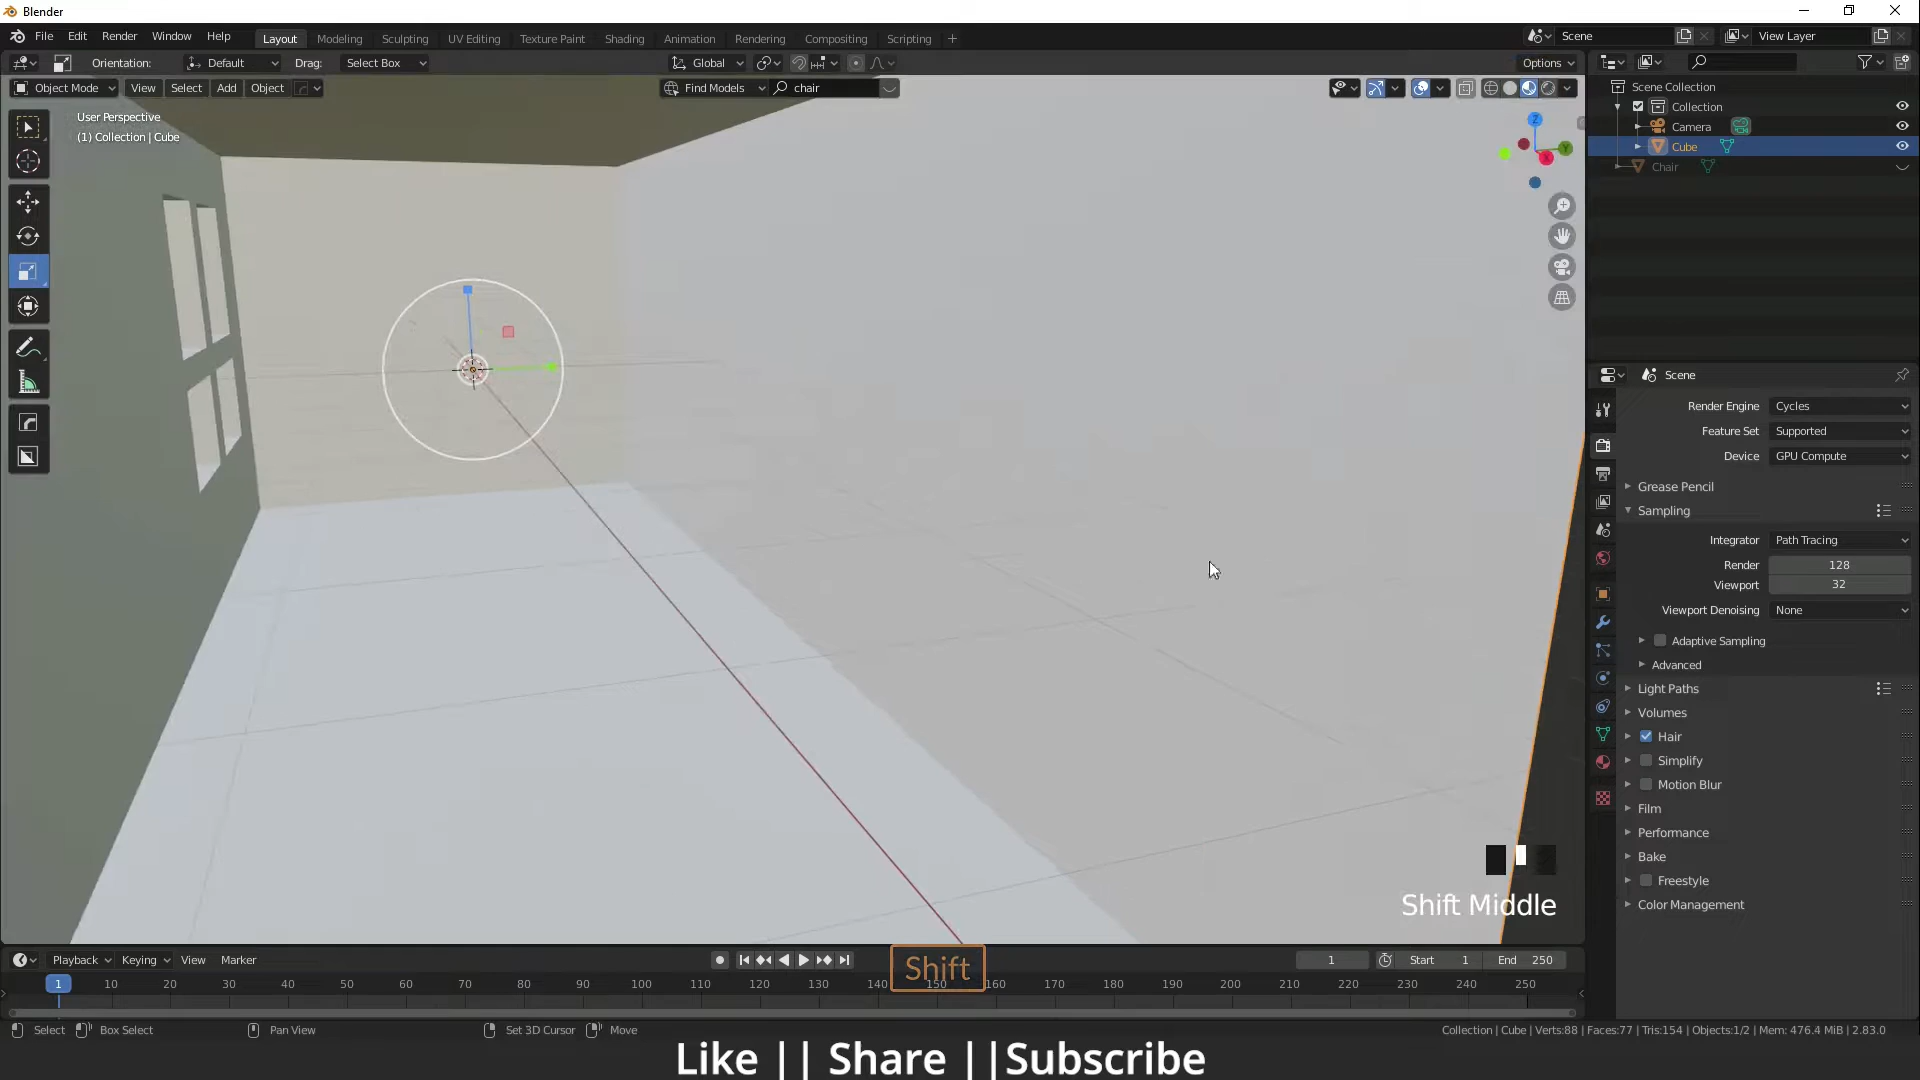 Blender
File Edit Render Window Help
Layout Modeling Sculpting UV Editing Texture Paint Shading Animation Rendering Compositing Scripting +
Scene
View Layer
Orientation: Default Drag: Select Box
Global
Options
Object Mode View Select Add Object
Find Models chair
User Perspective
(1) Collection | Cube
Z
Y
X
Scene Collection
Collection
Camera
Cube
Chair
Scene
Render Engine Cycles
Feature Set Supported
Device GPU Compute
Grease Pencil
Sampling
Integrator Path Tracing
Render 128
Viewport 32
Viewport Denoising None
Adaptive Sampling
Advanced
Light Paths
Volumes
Hair
Simplify
Motion Blur
Film
Performance
Bake
Freestyle
Color Management
Shift Middle
Playback Keying View Marker
1 Start 1 End 250
Shift
1 10 20 30 40 50 60 70 80 90 100 110 120 130 140 150 160 170 180 190 200 210 220 230 240 250
Select Box Select Pan View Set 3D Cursor Move
Collection | Cube | Verts:88 | Faces:77 | Tris:154 | Objects:1/2 | Mem: 476.4 MiB | 2.83.0
Like || Share ||Subscribe